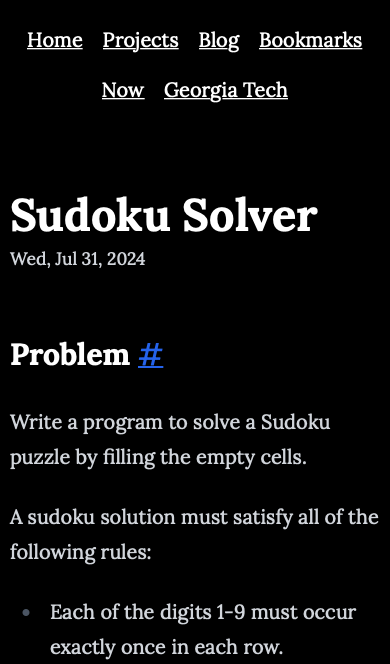 Home Projects Blog Bookmarks
Now Georgia Tech
Sudoku Solver
Wed, Jul 31, 2024
Problem #
Write a program to solve a Sudoku
puzzle by filling the empty cells.
A sudoku solution must satisfy all of the
following rules:
• Each of the digits 1-9 must occur
exactly once in each row.